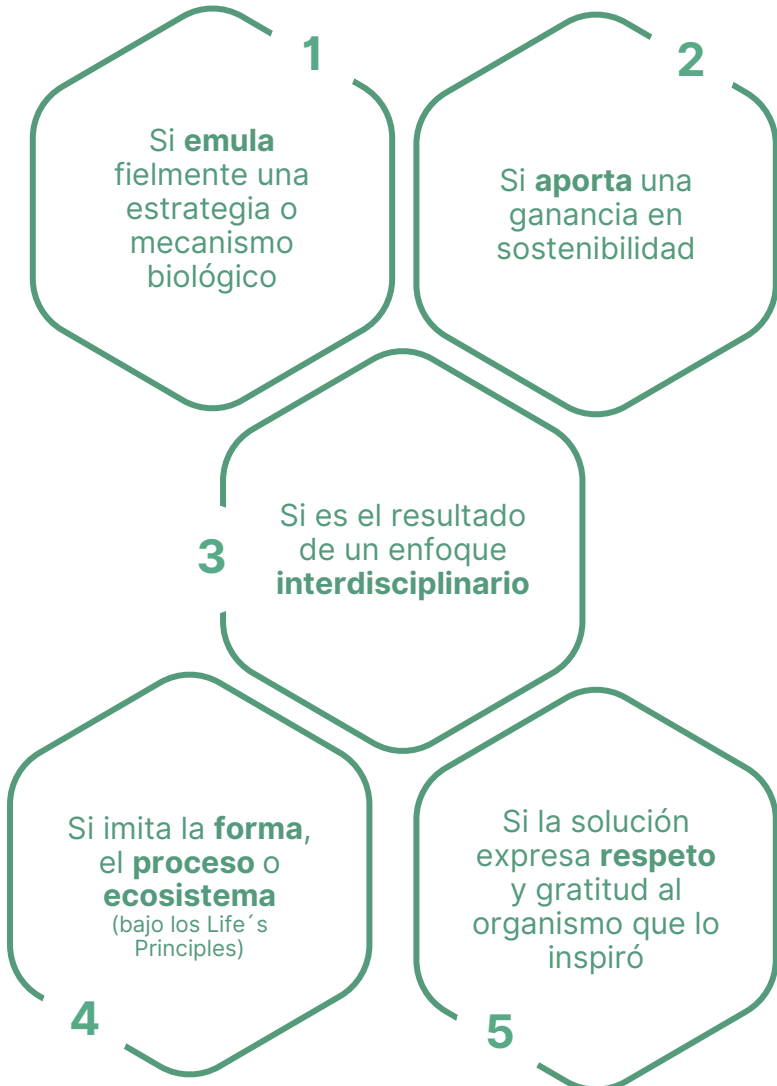 1
Si emula
fielmente una
estrategia o
mecanismo
biológico
2
Si aporta una
ganancia en
sostenibilidad
3
Si es el resultado
de un enfoque
interdisciplinario
4
Si imita la forma,
el proceso o
ecosistema
(bajo los Life´s
Principles)
5
Si la solución
expresa respeto
y gratitud al
organismo que lo
inspiró